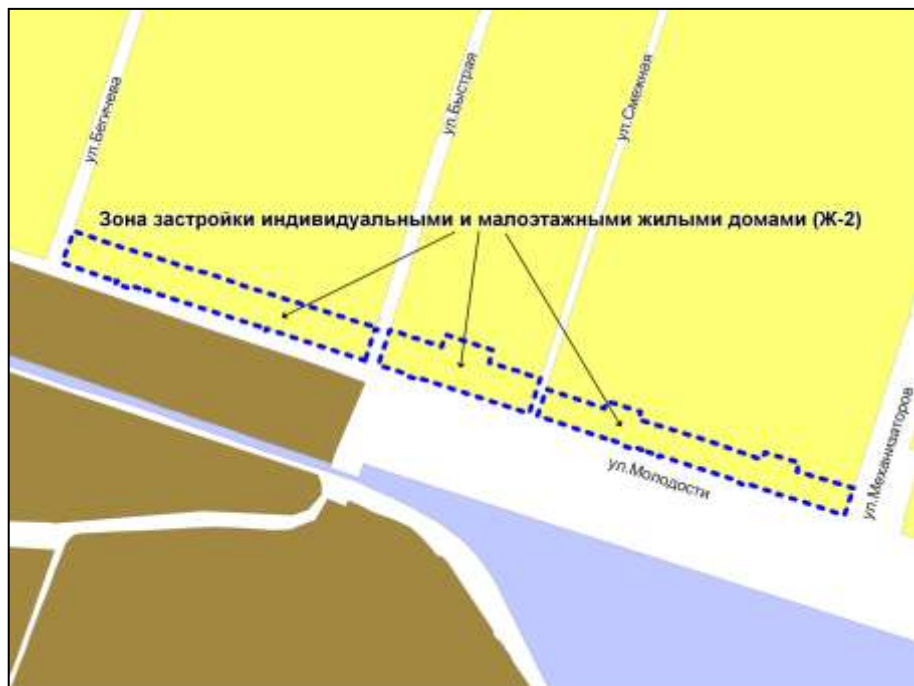 ул.Бегичева
ул.Быстрая
ул.Смежная
Зона застройки индивидуальными и малоэтажными жилыми домами (Ж-2)
ул.Молодости
ул.Механизаторов